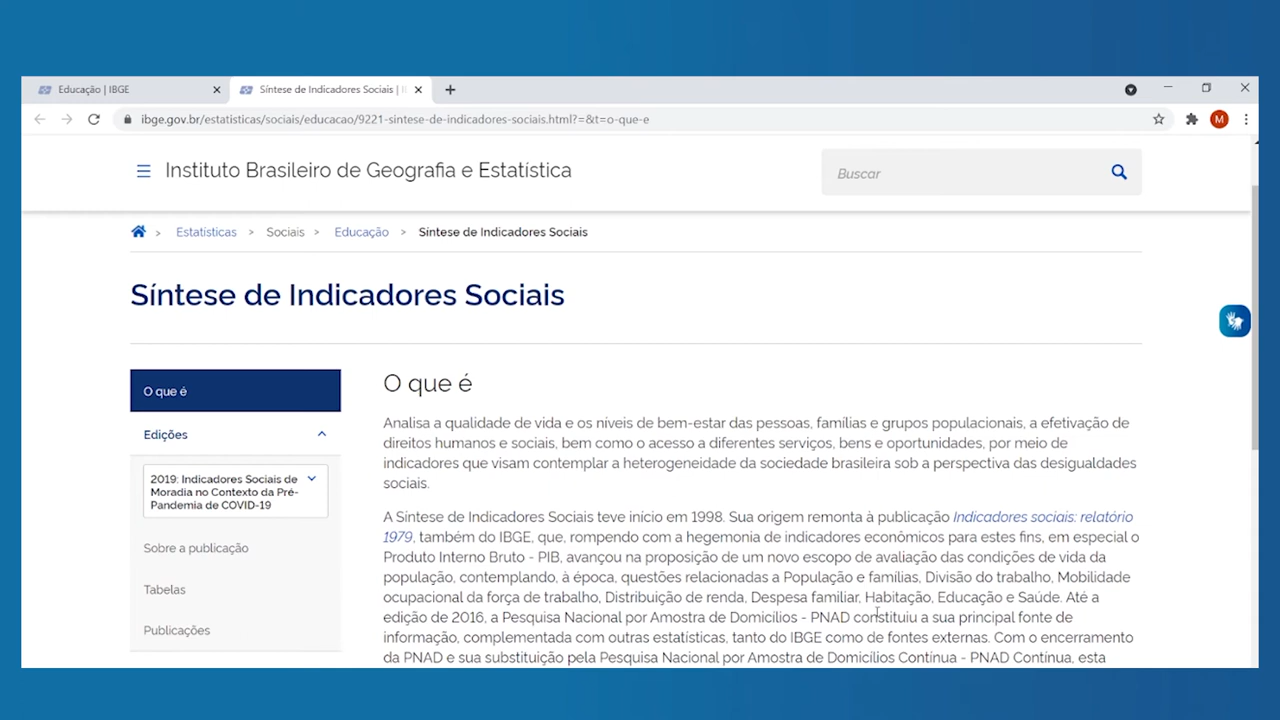 Educação | IBGE
Síntese de Indicadores Sociais |
ibge.gov.br/estatisticas/sociais/educacao/9221-sintese-de-indicadores-sociais.html?=&t=o-que-e
M
Instituto Brasileiro de Geografia e Estatística
Buscar
> Estatísticas > Sociais > Educação > Síntese de Indicadores Sociais
Síntese de Indicadores Sociais
O que é
Edições
2019: Indicadores Sociais de
Moradia no Contexto da Pré-
Pandemia de COVID-19
Sobre a publicação
Tabelas
Publicações
O que é
Analisa a qualidade de vida e os níveis de bem-estar das pessoas, famílias e grupos populacionais, a efetivação de
direitos humanos e sociais, bem como o acesso a diferentes serviços, bens e oportunidades, por meio de
indicadores que visam contemplar a heterogeneidade da sociedade brasileira sob a perspectiva das desigualdades
sociais.
A Síntese de Indicadores Sociais teve início em 1998. Sua origem remonta à publicação Indicadores sociais: relatório
1979, também do IBGE, que, rompendo com a hegemonia de indicadores econômicos para estes fins, em especial o
Produto Interno Bruto - PIB, avançou na proposição de um novo escopo de avaliação das condições de vida da
população, contemplando, à época, questões relacionadas a População e famílias, Divisão do trabalho, Mobilidade
ocupacional da força de trabalho, Distribuição de renda, Despesa familiar, Habitação, Educação e Saúde. Até a
edição de 2016, a Pesquisa Nacional por Amostra de Domicílios - PNAD constituiu a sua principal fonte de
informação, complementada com outras estatísticas, tanto do IBGE como de fontes externas. Com o encerramento
da PNAD e sua substituição pela Pesquisa Nacional por Amostra de Domicílios Contínua - PNAD Contínua, esta